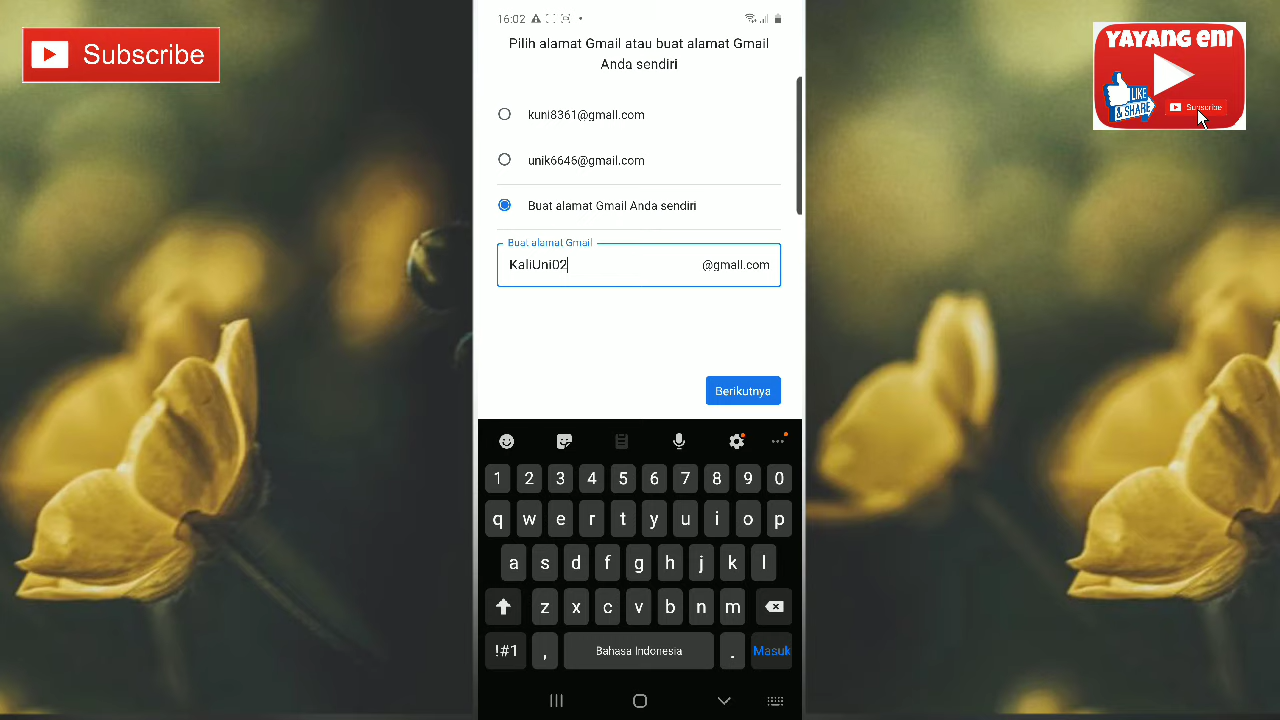 Subscribe
YAYANG ENI
LIKE
& SHARE
Subscribe
16:02
Pilih alamat Gmail atau buat alamat Gmail
Anda sendiri
kuni8361@gmail.com
unik6646@gmail.com
Buat alamat Gmail Anda sendiri
Buat alamat Gmail
KaliUni02 @gmail.com
Berikutnya
1 2 3 4 5 6 7 8 9 0
q w e r t y u i o p
a s d f g h j k l
z x c v b n m
!#1 , Bahasa Indonesia . Masuk